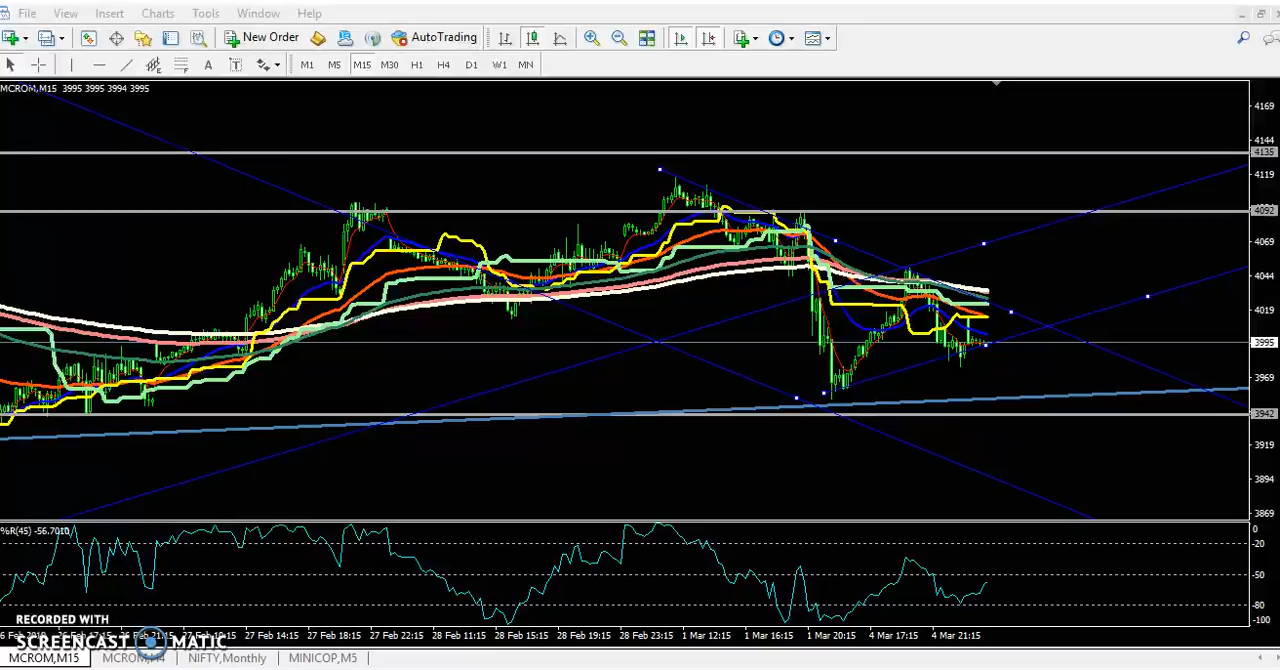 File View Insert Charts Tools Window Help
New Order AutoTrading
A T M1 M5 M15 M30 H1 H4 D1 W1 MN
MCROM,M15 3995 3995 3994 3995
4169
4144
4135
4119
4092
4069
4044
4019
3995
3969
3942
3919
3894
3869
%R(45) -56.7010
0
-20
-50
-80
-100
RECORDED WITH
SCREENCAST MATIC
27 Feb 14:15 27 Feb 18:15 27 Feb 22:15 28 Feb 11:15 28 Feb 15:15 28 Feb 19:15 28 Feb 23:15 1 Mar 12:15 1 Mar 16:15 1 Mar 20:15 4 Mar 17:15 4 Mar 21:15
MCROM,M15 MCROM,H4 NIFTY,Monthly MINICOP,M5